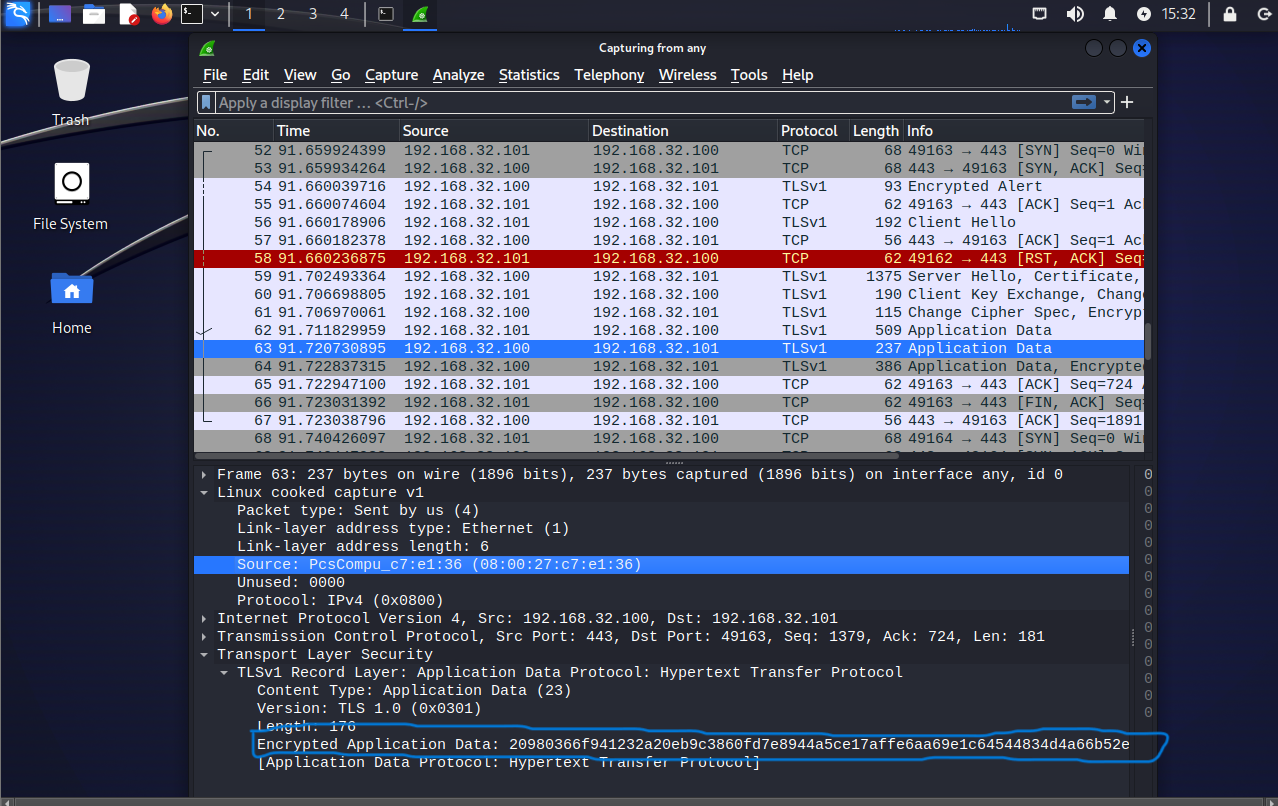 1 2 3 4 15:32
Capturing from any
File Edit View Go Capture Analyze Statistics Telephony Wireless Tools Help
Apply a display filter … <Ctrl-/>
Trash
File System
Home
No. Time Source Destination Protocol Length Info
52 91.659924399 192.168.32.101 192.168.32.100 TCP 68 49163 → 443 [SYN] Seq=0 Wi
53 91.659934264 192.168.32.100 192.168.32.101 TCP 68 443 → 49163 [SYN, ACK] Seq=
54 91.660039716 192.168.32.100 192.168.32.101 TLSv1 93 Encrypted Alert
55 91.660074604 192.168.32.101 192.168.32.100 TCP 62 49163 → 443 [ACK] Seq=1 Ac
56 91.660178906 192.168.32.101 192.168.32.100 TLSv1 192 Client Hello
57 91.660182378 192.168.32.100 192.168.32.101 TCP 56 443 → 49163 [ACK] Seq=1 Ac
58 91.660236875 192.168.32.101 192.168.32.100 TCP 62 49162 → 443 [RST, ACK] Seq=
59 91.702493364 192.168.32.100 192.168.32.101 TLSv1 1375 Server Hello, Certificate,
60 91.706698805 192.168.32.101 192.168.32.100 TLSv1 190 Client Key Exchange, Chang
61 91.706970061 192.168.32.100 192.168.32.101 TLSv1 115 Change Cipher Spec, Encryp
62 91.711829959 192.168.32.101 192.168.32.100 TLSv1 509 Application Data
63 91.720730895 192.168.32.100 192.168.32.101 TLSv1 237 Application Data
64 91.722837315 192.168.32.100 192.168.32.101 TLSv1 386 Application Data, Encrypte
65 91.722947100 192.168.32.101 192.168.32.100 TCP 62 49163 → 443 [ACK] Seq=724
66 91.723031392 192.168.32.101 192.168.32.100 TCP 62 49163 → 443 [FIN, ACK] Seq=
67 91.723038796 192.168.32.100 192.168.32.101 TCP 56 443 → 49163 [ACK] Seq=1891
68 91.740426097 192.168.32.101 192.168.32.100 TCP 68 49164 → 443 [SYN] Seq=0 Wi
Frame 63: 237 bytes on wire (1896 bits), 237 bytes captured (1896 bits) on interface any, id 0
Linux cooked capture v1
Packet type: Sent by us (4)
Link-layer address type: Ethernet (1)
Link-layer address length: 6
Source: PcsCompu_c7:e1:36 (08:00:27:c7:e1:36)
Unused: 0000
Protocol: IPv4 (0x0800)
Internet Protocol Version 4, Src: 192.168.32.100, Dst: 192.168.32.101
Transmission Control Protocol, Src Port: 443, Dst Port: 49163, Seq: 1379, Ack: 724, Len: 181
Transport Layer Security
TLSv1 Record Layer: Application Data Protocol: Hypertext Transfer Protocol
Content Type: Application Data (23)
Version: TLS 1.0 (0x0301)
Length: 176
Encrypted Application Data: 20980366f941232a20eb9c3860fd7e8944a5ce17affe6aa69e1c64544834d4a66b52e
[Application Data Protocol: Hypertext Transfer Protocol]